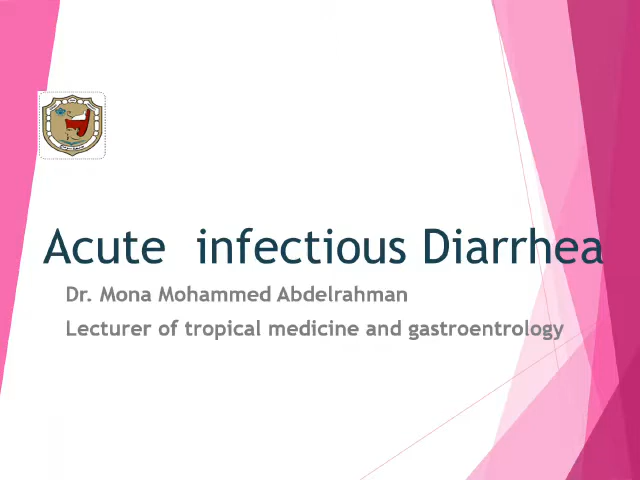 Acute infectious Diarrhea
Dr. Mona Mohammed Abdelrahman
Lecturer of tropical medicine and gastroentrology